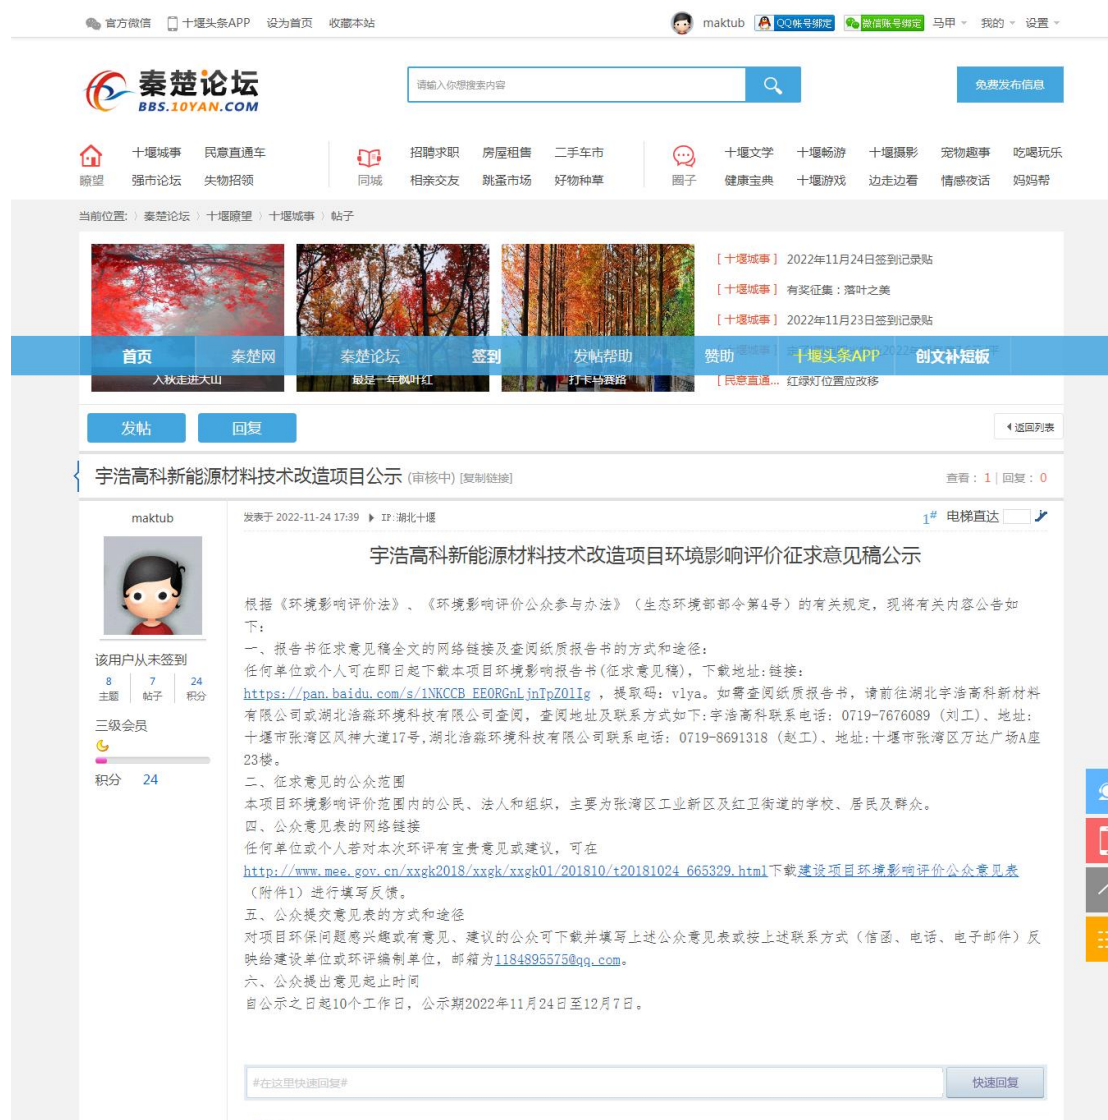 官方微信 十堰头条APP 设为首页 收藏本站 maktub QQ帐号绑定 微信账号绑定 马甲 我的 设置
秦楚论坛
BBS.10YAN.COM
请输入你想搜索内容
免费发布信息
十堰城事 民意直通车 招聘求职 房屋租售 二手车市 十堰文学 十堰畅游 十堰摄影 宠物趣事 吃喝玩乐
瞭望 强市论坛 失物招领 同城 相亲交友 跳蚤市场 好物种草 圈子 健康宝典 十堰游戏 边走边看 情感夜话 妈妈帮
当前位置: 秦楚论坛 十堰瞭望 十堰城事 帖子
[ 十堰城事 ] 2022年11月24日签到记录贴
[ 十堰城事 ] 有奖征集：落叶之美
[ 十堰城事 ] 2022年11月23日签到记录贴
首页 秦楚网 秦楚论坛 签到 发帖帮助 赞助 十堰头条APP 创文补短板
入秋走进大山 最是一年枫叶红 打卡马赛路 [ 民意直通... 红绿灯位置应改移
发帖 回复 返回列表
宇浩高科新能源材料技术改造项目公示 (审核中) [复制链接] 查看：1 | 回复：0
maktub 发表于 2022-11-24 17:39 IP:湖北十堰 1# 电梯直达
宇浩高科新能源材料技术改造项目环境影响评价征求意见稿公示
根据《环境影响评价法》、《环境影响评价公众参与办法》（生态环境部部令第4号）的有关规定，现将有关内容公告如
下：
一、报告书征求意见稿全文的网络链接及查阅纸质报告书的方式和途径：
任何单位或个人可在即日起下载本项目环境影响报告书(征求意见稿)，下载地址:链接：
https://pan.baidu.com/s/1NKCCB_EEORGnLjnTpZO1Ig ，提取码：vlya。如需查阅纸质报告书，请前往湖北宇浩高科新材料
有限公司或湖北浩淼环境科技有限公司查阅，查阅地址及联系方式如下:宇浩高科联系电话：0719-7676089（刘工）、地址：
十堰市张湾区风神大道17号,湖北浩淼环境科技有限公司联系电话：0719-8691318（赵工）、地址:十堰市张湾区万达广场A座
23楼。
二、征求意见的公众范围
本项目环境影响评价范围内的公民、法人和组织，主要为张湾区工业新区及红卫街道的学校、居民及群众。
四、公众意见表的网络链接
任何单位或个人若对本次环评有宝贵意见或建议，可在
http://www.mee.gov.cn/xxgk2018/xxgk/xxgk01/201810/t20181024_665329.html下载建设项目环境影响评价公众意见表
（附件1）进行填写反馈。
五、公众提交意见表的方式和途径
对项目环保问题感兴趣或有意见、建议的公众可下载并填写上述公众意见表或按上述联系方式（信函、电话、电子邮件）反
映给建设单位或环评编制单位，邮箱为1184895575@qq.com。
六、公众提出意见起止时间
自公示之日起10个工作日，公示期2022年11月24日至12月7日。
该用户从未签到
8 7 24
主题 帖子 积分
三级会员
积分 24
#在这里快速回复# 快速回复